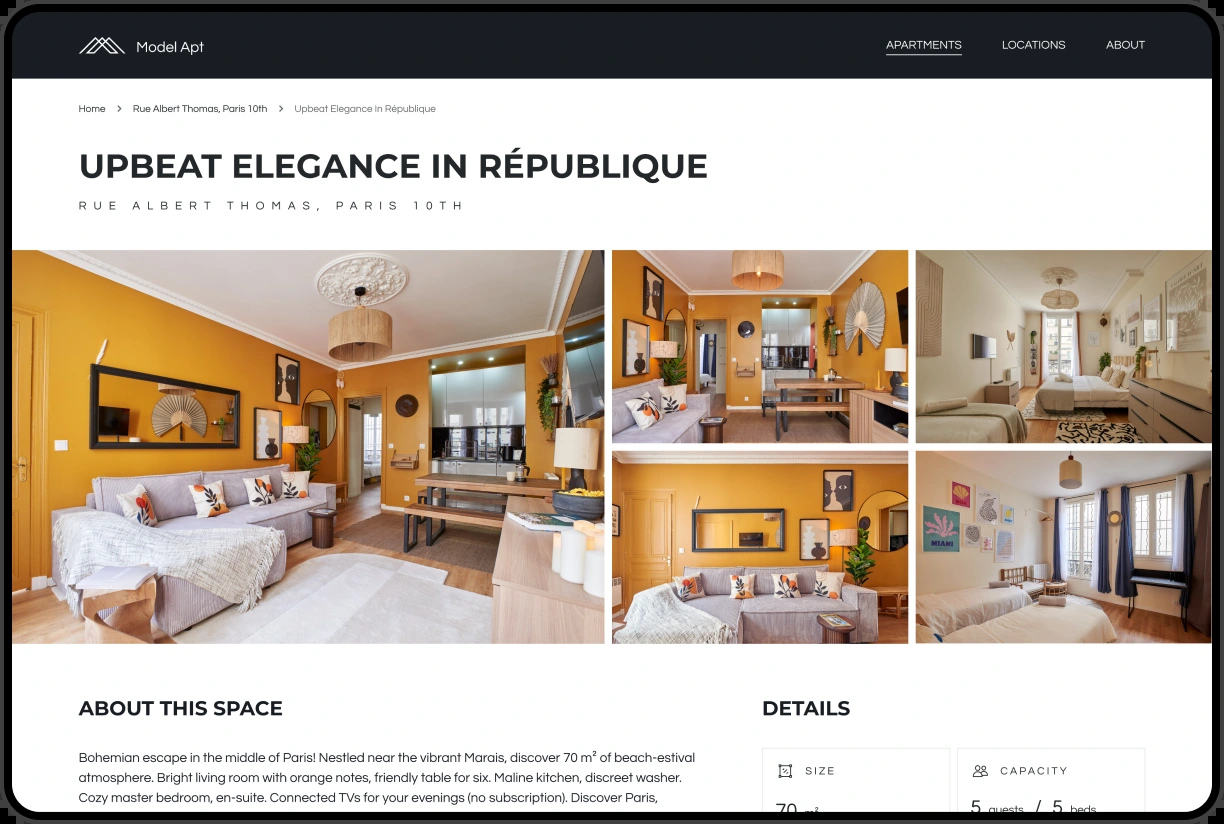 Model Apt
APARTMENTS
LOCATIONS
ABOUT
Home > Rue Albert Thomas, Paris 10th > Upbeat Elegance In République
UPBEAT ELEGANCE IN RÉPUBLIQUE
RUE ALBERT THOMAS, PARIS 10TH
MIAMI
ABOUT THIS SPACE
Bohemian escape in the middle of Paris! Nestled near the vibrant Marais, discover 70 m² of beach-estival
atmosphere. Bright living room with orange notes, friendly table for six. Maline kitchen, discreet washer.
Cozy master bedroom, en-suite. Connected TVs for your evenings (no subscription). Discover Paris,
DETAILS
SIZE
70 m²
CAPACITY
5 guests / 5 beds